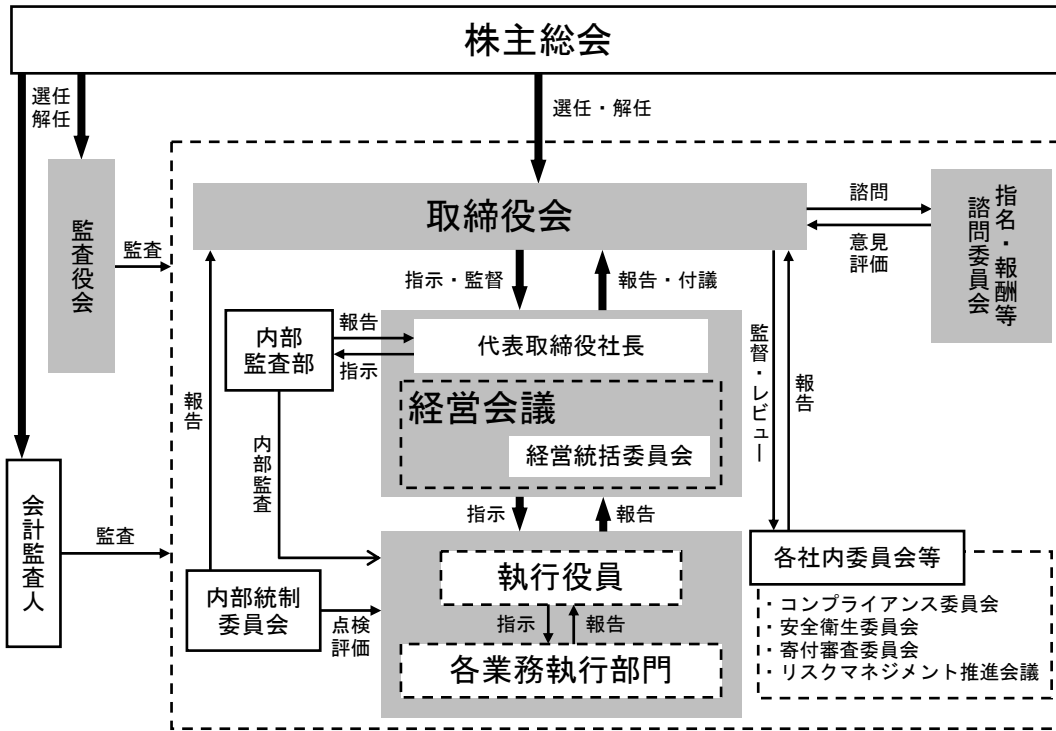 株主総会
選任
解任
選任・解任
取締役会
諮問
意見
評価
指名・報酬等
諮問委員会
監査役会
監査
指示・監督
報告・付議
内部
監査部
報告
指示
代表取締役社長
経営会議
経営統括委員会
監督・レビュー
報告
報告
内部監査
指示
報告
会計監査人
監査
内部統制
委員会
点検
評価
執行役員
指示
報告
各業務執行部門
各社内委員会等
・コンプライアンス委員会
・安全衛生委員会
・寄付審査委員会
・リスクマネジメント推進会議